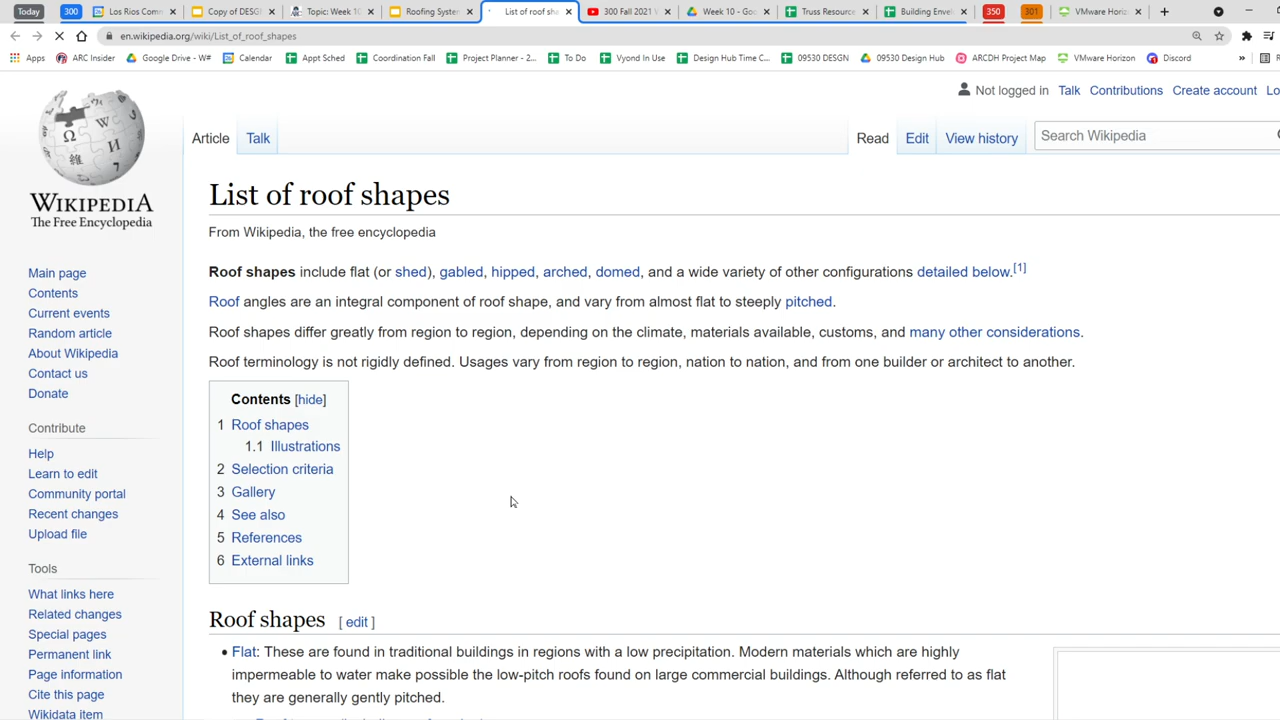 Today
300
Los Rios Comm
Copy of DESG
Topic: Week 10
Roofing System
List of roof sha
300 Fall 2021 V
Week 10 - Goo
Truss Resource
Building Envel
350
301
VMware Horiz
en.wikipedia.org/wiki/List_of_roof_shapes
Apps
ARC Insider
Google Drive - W#
Calendar
Appt Sched
Coordination Fall
Project Planner - 2...
To Do
Vyond In Use
Design Hub Time C...
09530 DESGN
09530 Design Hub
ARCDH Project Map
VMware Horizon
Discord
»
R
Not logged in
Talk
Contributions
Create account
Lo
Article
Talk
Read
Edit
View history
Search Wikipedia
WIKIPEDIA
The Free Encyclopedia
Main page
Contents
Current events
Random article
About Wikipedia
Contact us
Donate
Contribute
Help
Learn to edit
Community portal
Recent changes
Upload file
Tools
What links here
Related changes
Special pages
Permanent link
Page information
Cite this page
Wikidata item
List of roof shapes
From Wikipedia, the free encyclopedia
Roof shapes include flat (or shed), gabled, hipped, arched, domed, and a wide variety of other configurations detailed below.[1]
Roof angles are an integral component of roof shape, and vary from almost flat to steeply pitched.
Roof shapes differ greatly from region to region, depending on the climate, materials available, customs, and many other considerations.
Roof terminology is not rigidly defined. Usages vary from region to region, nation to nation, and from one builder or architect to another.
Contents [hide]
1 Roof shapes
1.1 Illustrations
2 Selection criteria
3 Gallery
4 See also
5 References
6 External links
Roof shapes [ edit ]
• Flat: These are found in traditional buildings in regions with a low precipitation. Modern materials which are highly
impermeable to water make possible the low-pitch roofs found on large commercial buildings. Although referred to as flat
they are generally gently pitched.